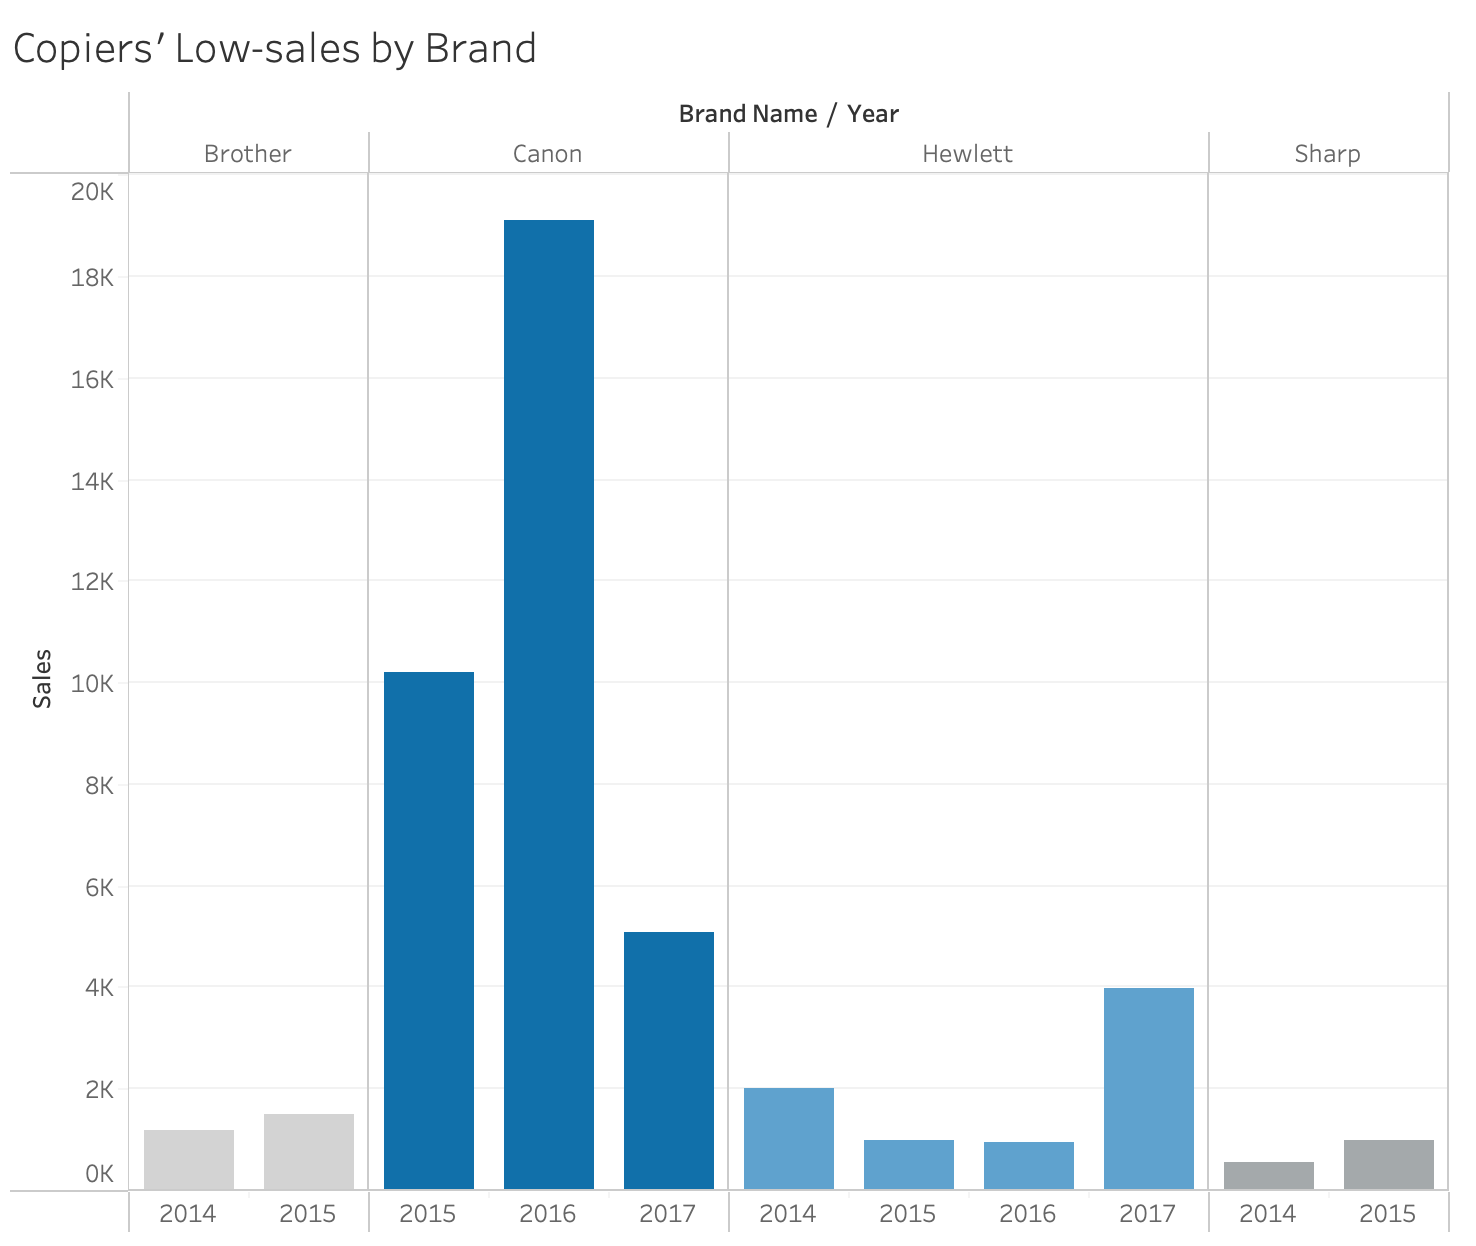 Copiers’ Low-sales by Brand
Brand Name / Year
Brother Canon Hewlett Sharp
20K
18K
16K
14K
12K
10K
8K
6K
4K
2K
0K
Sales
2014 2015 2015 2016 2017 2014 2015 2016 2017 2014 2015